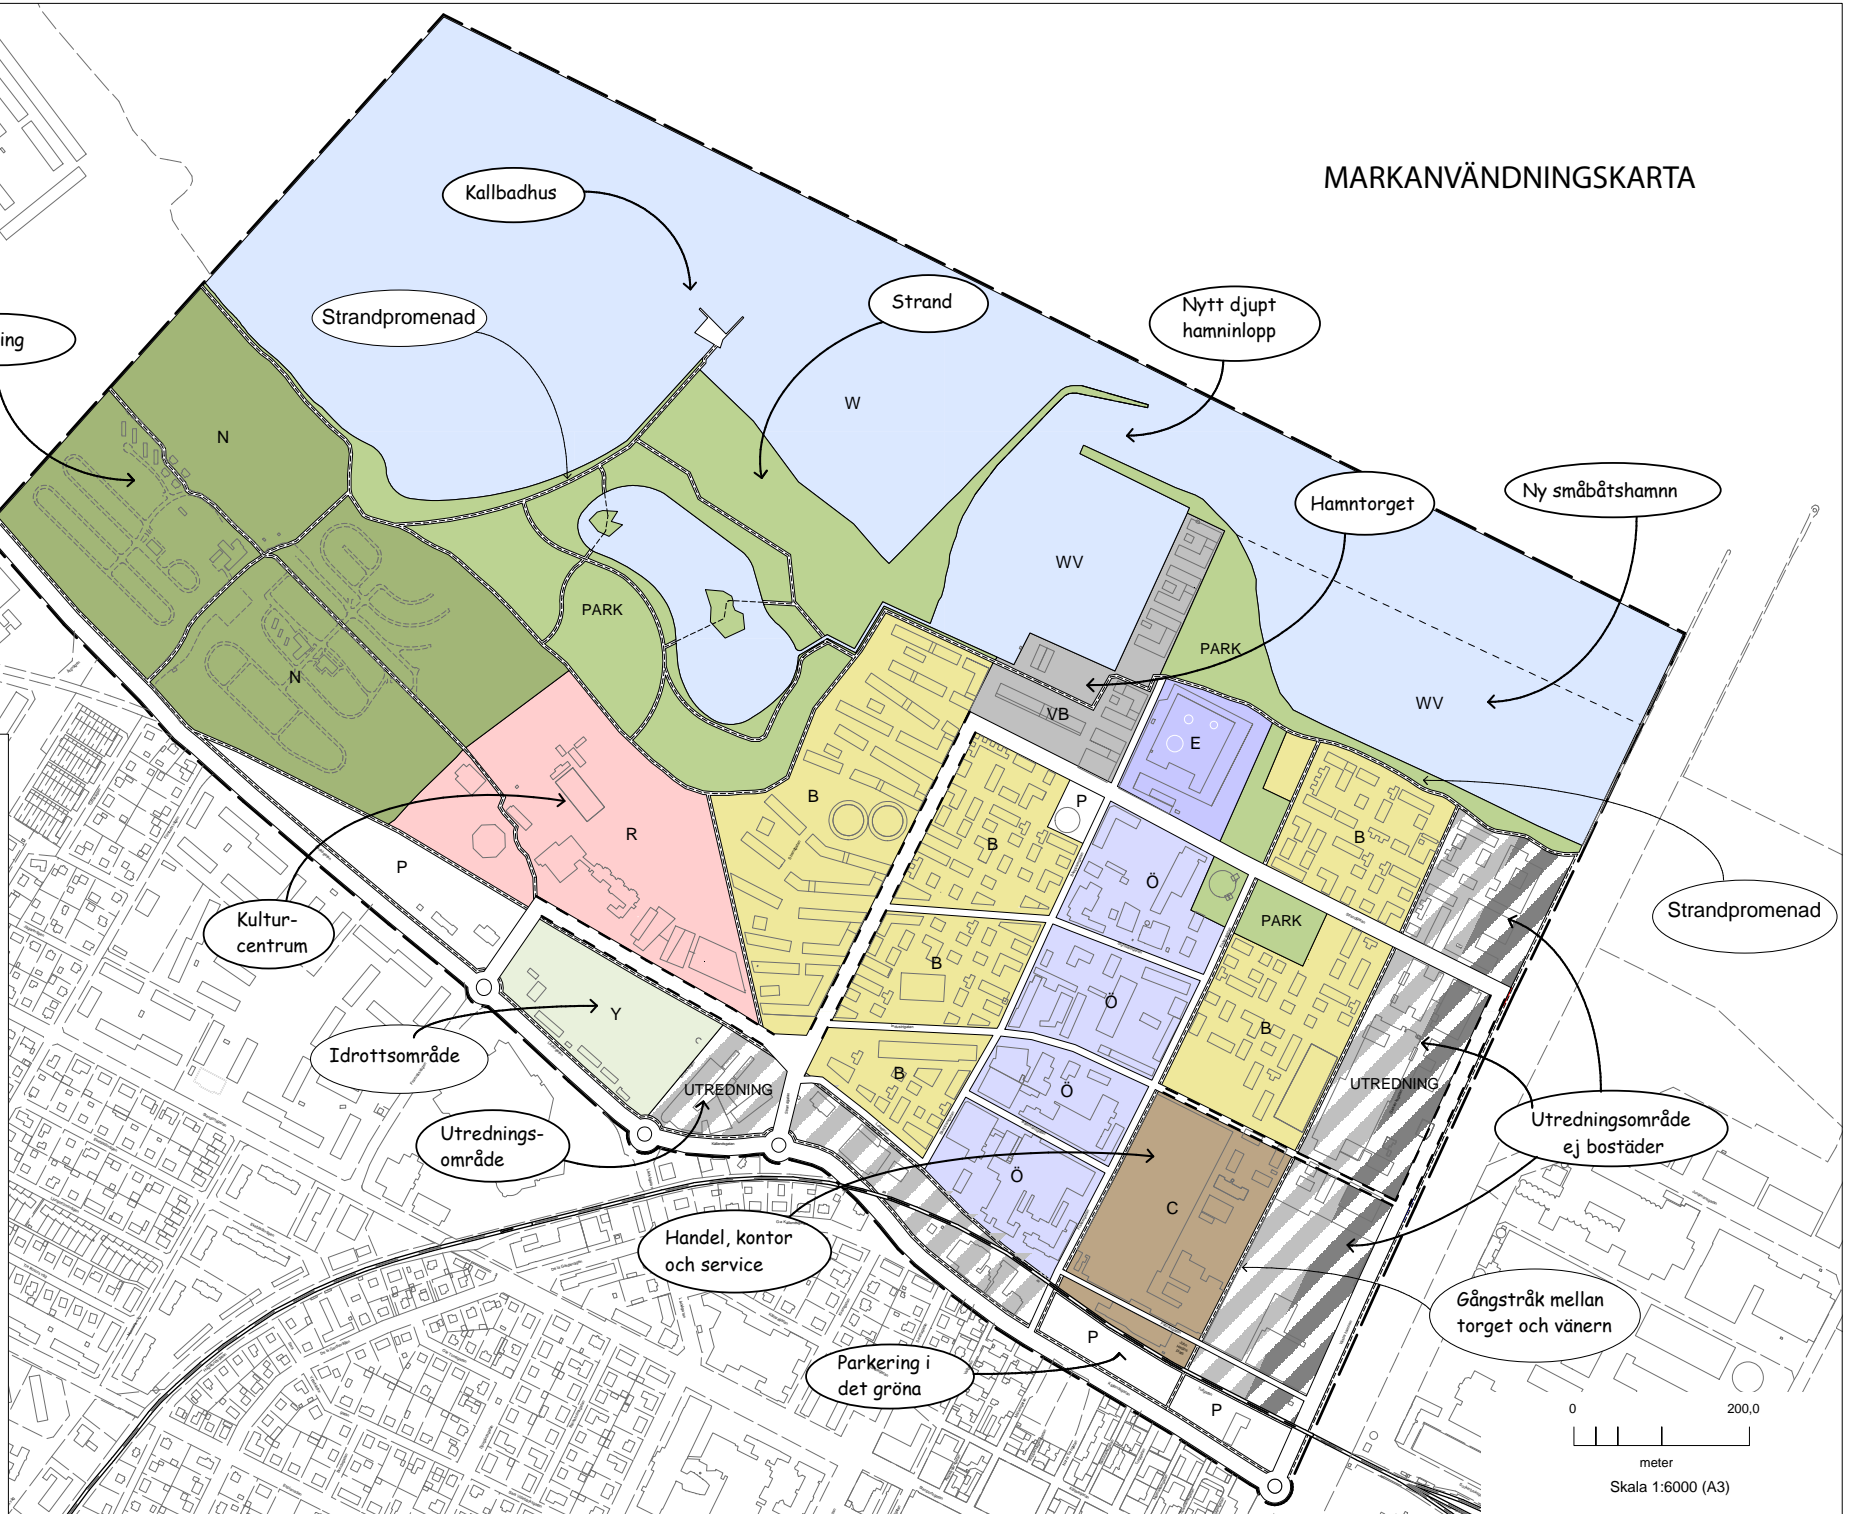 MARKANVÄNDNINGSKARTA
Kallbadhus
Strandpromenad
Strand
Nytt djupt
hamninlopp
ing
W
N
Hamntorget
Ny småbåtshamnn
WV
PARK
PARK
N
WV
VB
E
B
P
R
B
B
P
Ö
Kultur-
centrum
PARK
Strandpromenad
B
Ö
Y
B
Idrottsområde
B
UTREDNING
Ö
UTREDNING
Utrednings-
område
Utredningsområde
ej bostäder
Ö
C
Handel, kontor
och service
Gångstråk mellan
torget och vänern
P
Parkering i
det gröna
P
0 200,0
meter
Skala 1:6000 (A3)